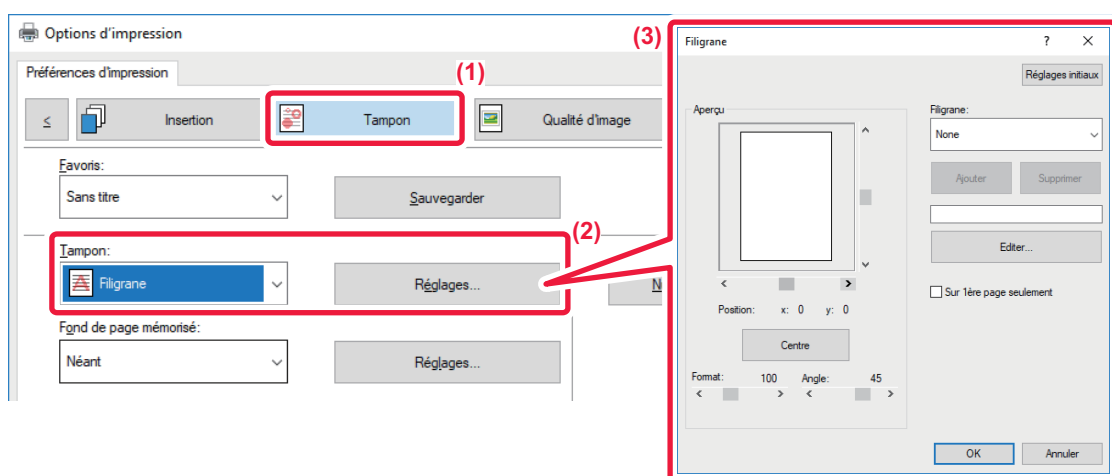 Options d'impression
Préférences d'impression
(1)
<
Insertion
Tampon
Qualité d'image
Favoris:
Sans titre
Sauvegarder
(2)
Tampon:
Filigrane
Réglages...
N
Fond de page mémorisé:
Néant
Réglages...
(3)
Filigrane
?
Réglages initiaux
Aperçu
Filigrane:
None
Ajouter
Supprimer
Editer...
Sur 1ère page seulement
Position: x: 0 y: 0
Centre
Format: 100 Angle: 45
OK
Annuler